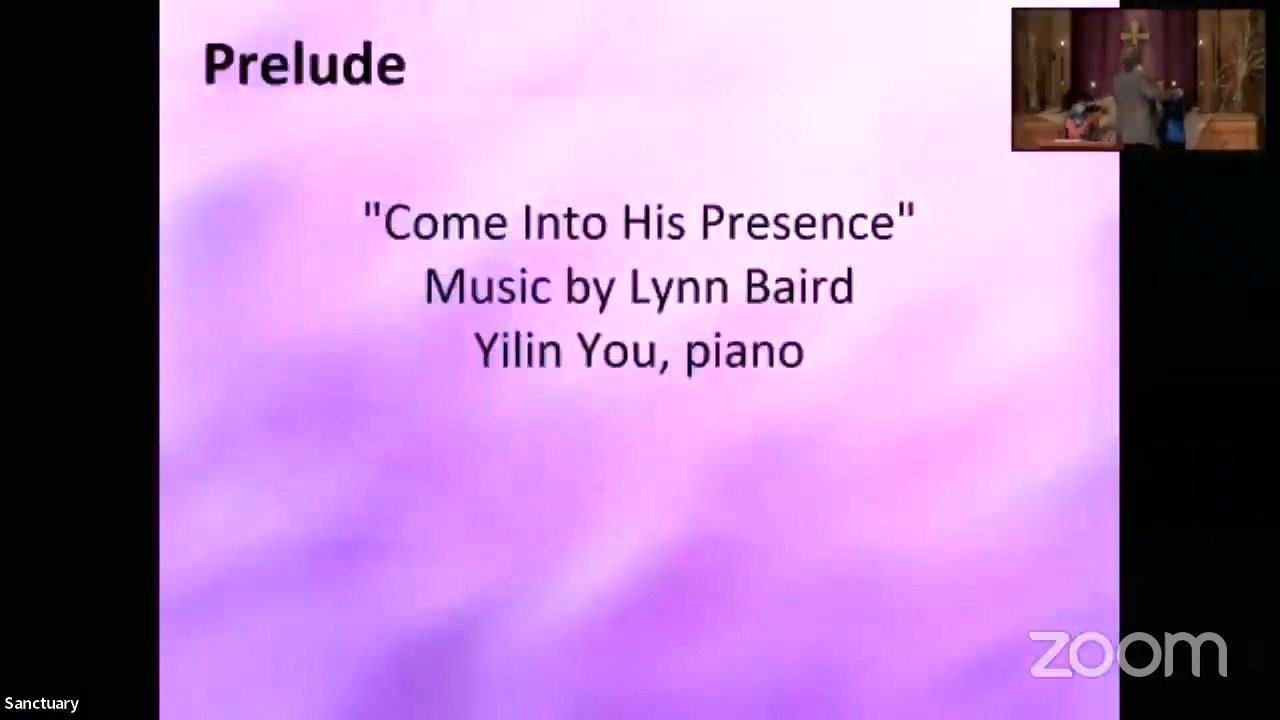 Prelude
"Come Into His Presence"
Music by Lynn Baird
Yilin You, piano
zoom
Sanctuary